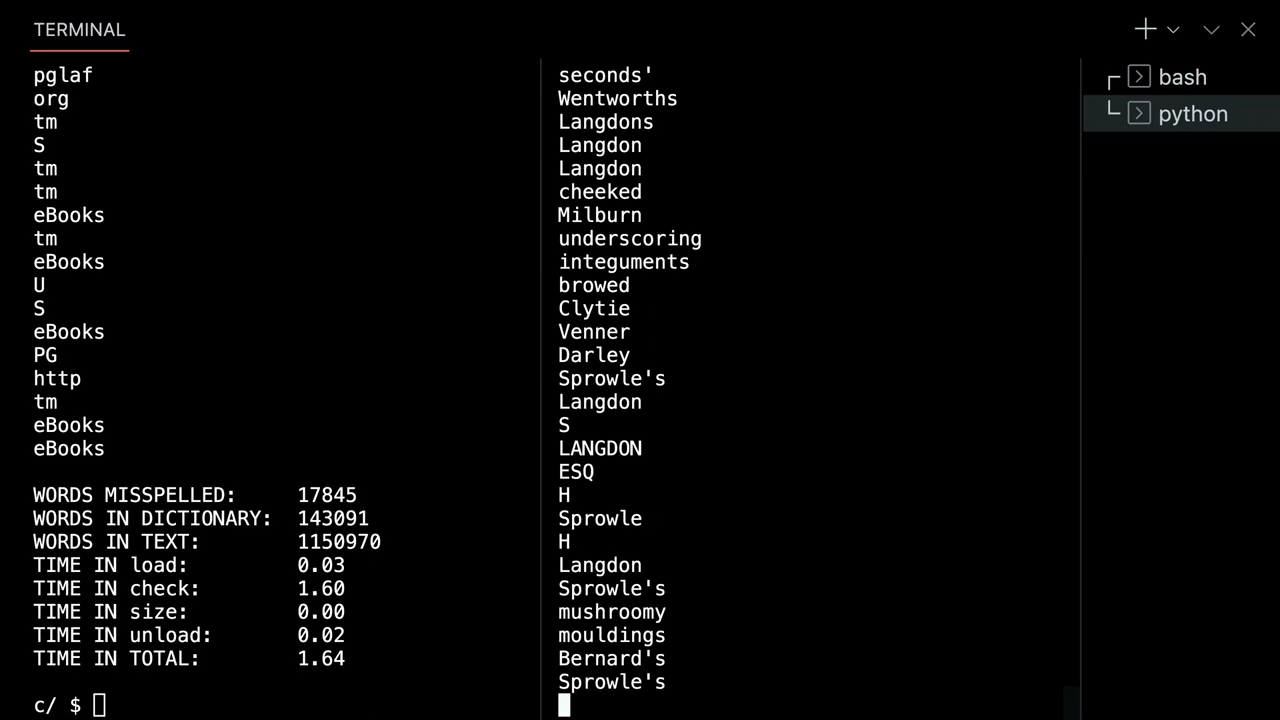 TERMINAL
pglaf
org
tm
S
tm
tm
eBooks
tm
eBooks
U
S
eBooks
PG
http
tm
eBooks
eBooks
WORDS MISSPELLED: 17845
WORDS IN DICTIONARY: 143091
WORDS IN TEXT: 1150970
TIME IN load: 0.03
TIME IN check: 1.60
TIME IN size: 0.00
TIME IN unload: 0.02
TIME IN TOTAL: 1.64
c/ $
seconds'
Wentworths
Langdons
Langdon
Langdon
cheeked
Milburn
underscoring
integuments
browed
Clytie
Venner
Darley
Sprowle's
Langdon
S
LANGDON
ESQ
H
Sprowle
H
Langdon
Sprowle's
mushroomy
mouldings
Bernard's
Sprowle's
bash
python